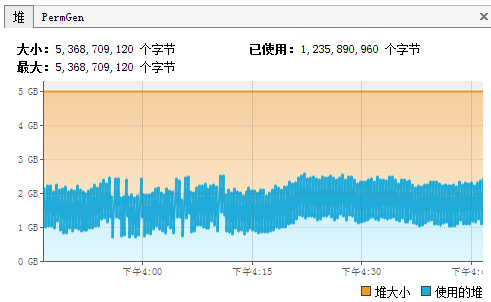 堆 PermGen
大小: 5,368,709,120 个字节 已使用: 1,235,890,960 个字节
最大: 5,368,709,120 个字节
5 GB
4 GB
3 GB
2 GB
1 GB
0 GB
下午4:00 下午4:15 下午4:30
堆大小 使用的堆